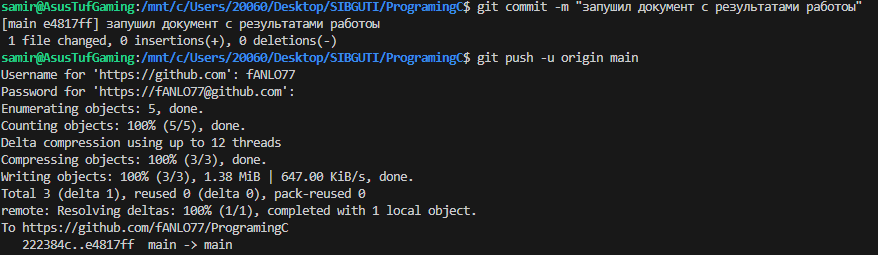 samir@AsusTufGaming:/mnt/c/Users/20060/Desktop/SIBGUTI/ProgramingC$ git commit -m "запушил документ с результатами работоы"
[main e4817ff] запушил документ с результатами работоы
 1 file changed, 0 insertions(+), 0 deletions(-)
samir@AsusTufGaming:/mnt/c/Users/20060/Desktop/SIBGUTI/ProgramingC$ git push -u origin main
Username for 'https://github.com': fANLO77
Password for 'https://fANLO77@github.com':
Enumerating objects: 5, done.
Counting objects: 100% (5/5), done.
Delta compression using up to 12 threads
Compressing objects: 100% (3/3), done.
Writing objects: 100% (3/3), 1.38 MiB | 647.00 KiB/s, done.
Total 3 (delta 1), reused 0 (delta 0), pack-reused 0
remote: Resolving deltas: 100% (1/1), completed with 1 local object.
To https://github.com/fANLO77/ProgramingC
   222384c..e4817ff  main -> main